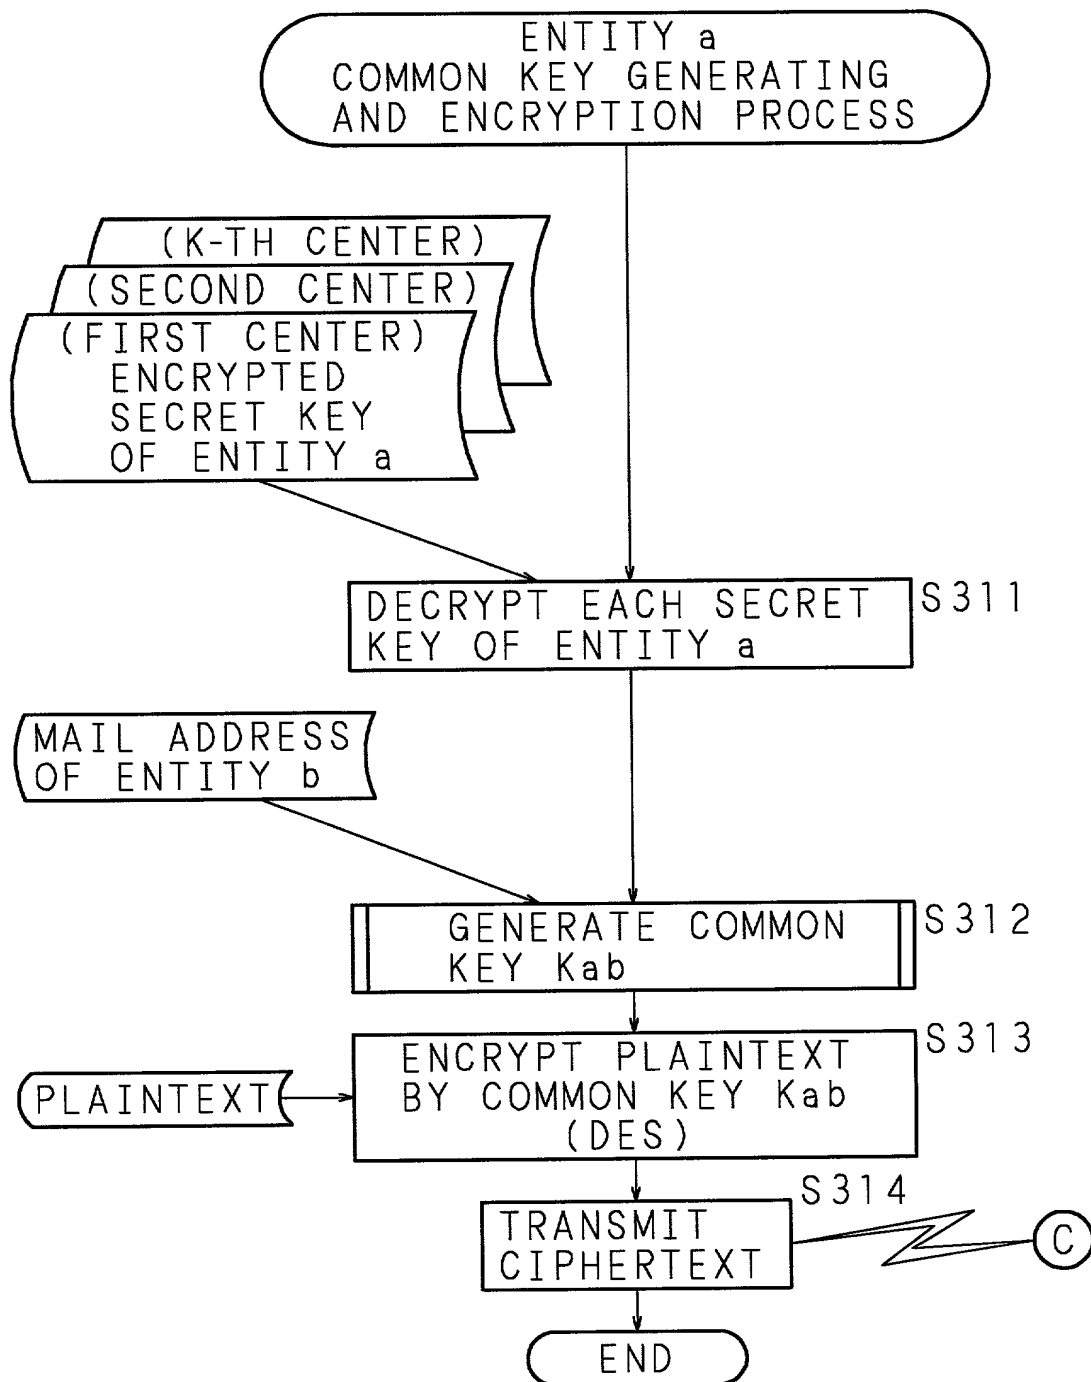 ENTITY a
COMMON KEY GENERATING
AND ENCRYPTION PROCESS
(K-TH CENTER)
(SECOND CENTER)
(FIRST CENTER)
ENCRYPTED
SECRET KEY
OF ENTITY a
DECRYPT EACH SECRET
KEY OF ENTITY a
S311
MAIL ADDRESS
OF ENTITY b
GENERATE COMMON
KEY Kab
S312
ENCRYPT PLAINTEXT
BY COMMON KEY Kab
(DES)
S313
PLAINTEXT
TRANSMIT
CIPHERTEXT
S314
C
END